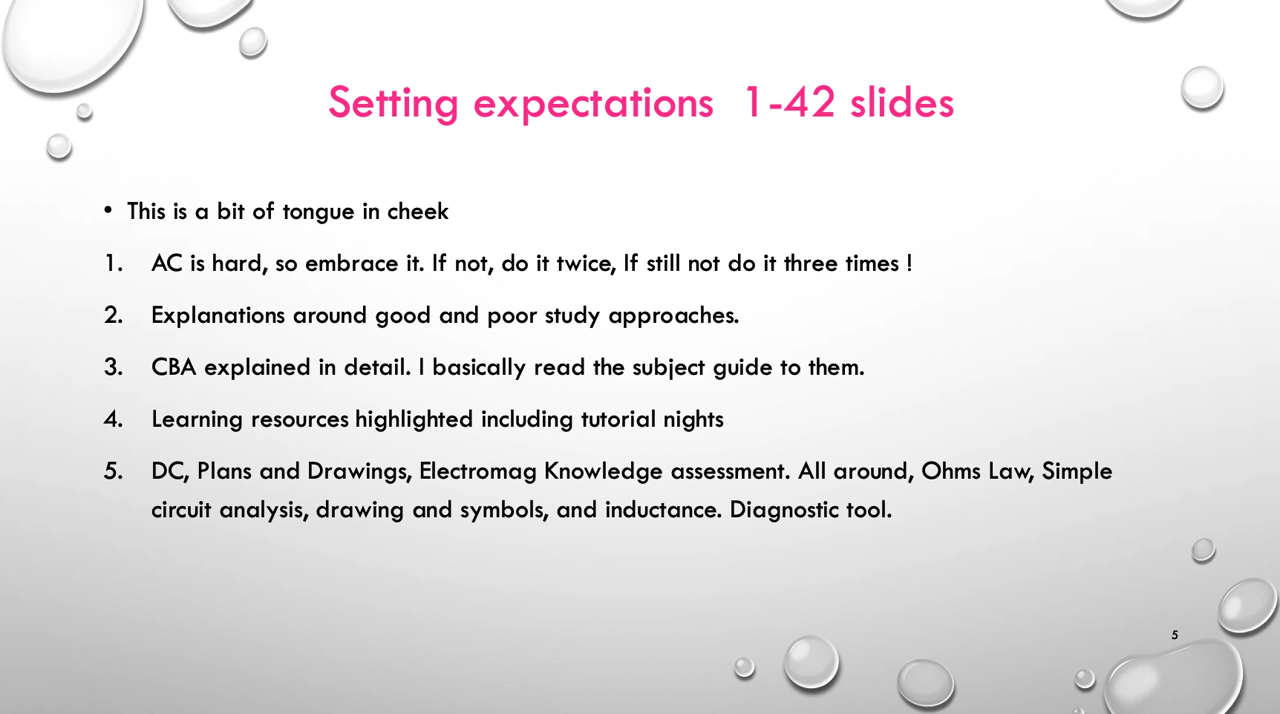 Setting expectations 1-42 slides
• This is a bit of tongue in cheek
1. AC is hard, so embrace it. If not, do it twice, If still not do it three times !
2. Explanations around good and poor study approaches.
3. CBA explained in detail. I basically read the subject guide to them.
4. Learning resources highlighted including tutorial nights
5. DC, Plans and Drawings, Electromag Knowledge assessment. All around, Ohms Law, Simple
circuit analysis, drawing and symbols, and inductance. Diagnostic tool.
5